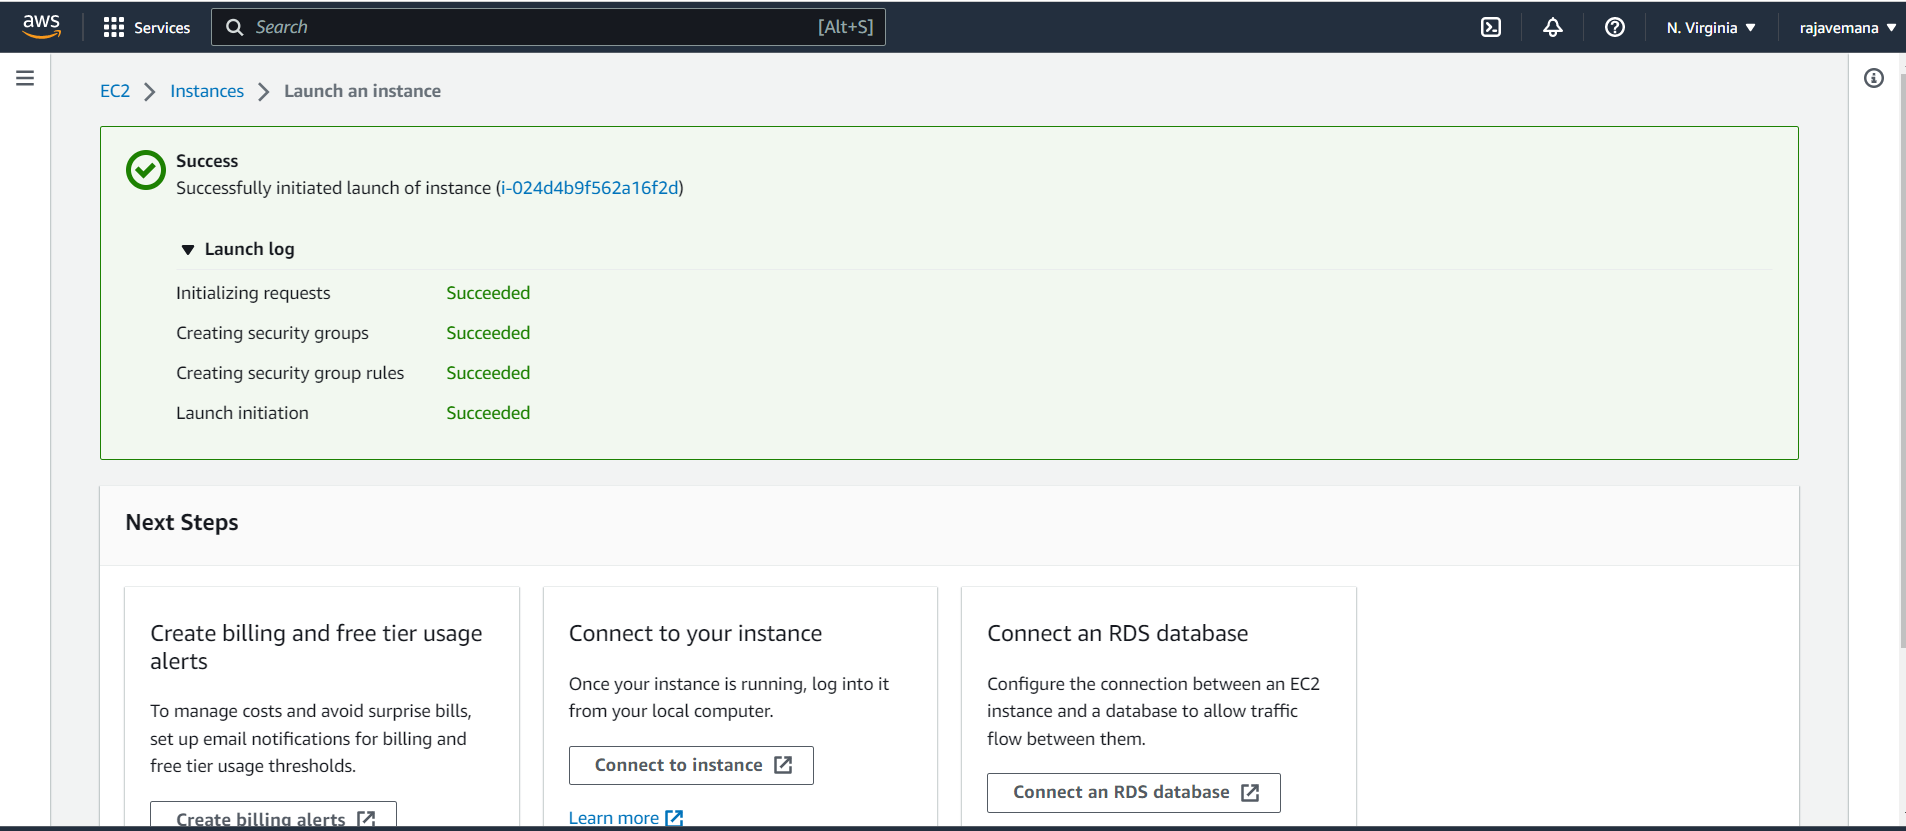 aws Services Search [Alt+S] N. Virginia rajavemana
EC2 Instances Launch an instance
Success
Successfully initiated launch of instance (i-024d4b9f562a16f2d)
Launch log
Initializing requests Succeeded
Creating security groups Succeeded
Creating security group rules Succeeded
Launch initiation Succeeded
Next Steps
Create billing and free tier usage
alerts
To manage costs and avoid surprise bills,
set up email notifications for billing and
free tier usage thresholds.
Create billing alerts
Connect to your instance
Once your instance is running, log into it
from your local computer.
Connect to instance
Learn more
Connect an RDS database
Configure the connection between an EC2
instance and a database to allow traffic
flow between them.
Connect an RDS database